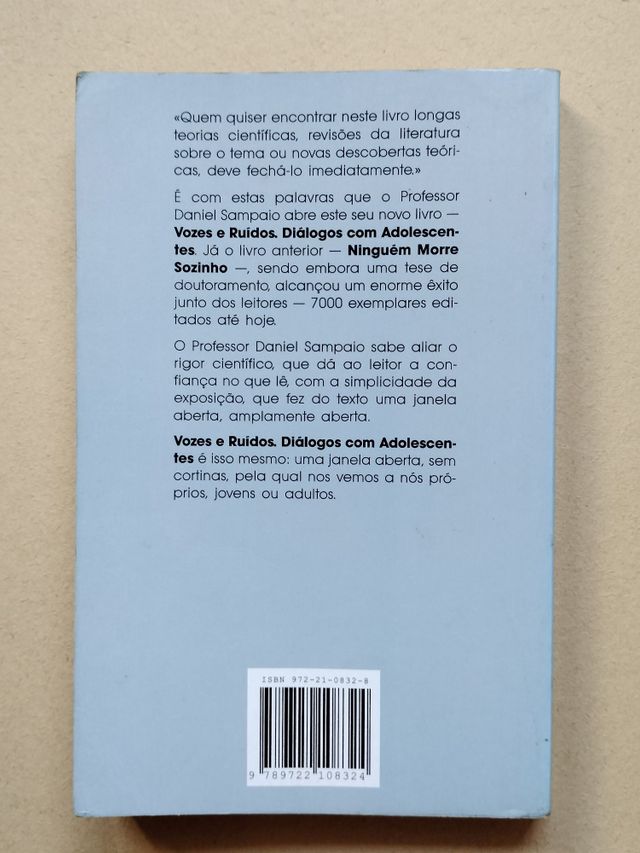 «Quem quiser encontrar neste livro longas
teorias científicas, revisões da literatura
sobre o tema ou novas descobertas teóri-
cas, deve fechá-lo imediatamente.»
É com estas palavras que o Professor
Daniel Sampaio abre este seu novo livro —
Vozes e Ruídos. Diálogos com Adolescen-
tes. Já o livro anterior — Ninguém Morre
Sozinho —, sendo embora uma tese de
doutoramento, alcançou um enorme êxito
junto dos leitores — 7000 exemplares edi-
tados até hoje.
O Professor Daniel Sampaio sabe aliar o
rigor científico, que dá ao leitor a con-
fiança no que lê, com a simplicidade da
exposição, que fez do texto uma janela
aberta, amplamente aberta.
Vozes e Ruídos. Diálogos com Adolescen-
tes é isso mesmo: uma janela aberta, sem
cortinas, pela qual nos vemos a nós pró-
prios, jovens ou adultos.
ISBN 972-21-0832-8
9 789722 108324